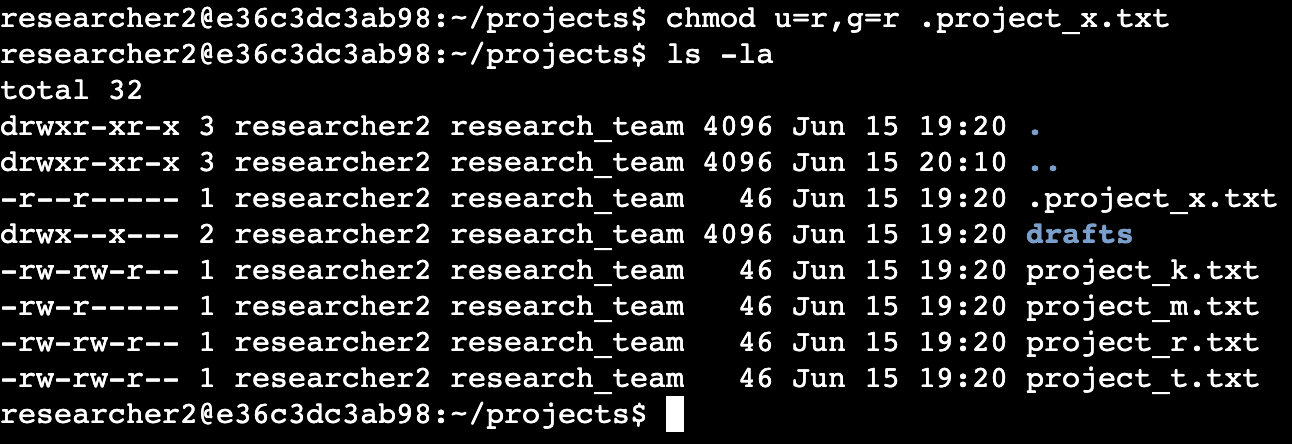 researcher2@e36c3dc3ab98:~/projects$ chmod u=r,g=r .project_x.txt
researcher2@e36c3dc3ab98:~/projects$ ls -la
total 32
drwxr-xr-x 3 researcher2 research_team 4096 Jun 15 19:20 .
drwxr-xr-x 3 researcher2 research_team 4096 Jun 15 20:10 ..
-r--r----- 1 researcher2 research_team   46 Jun 15 19:20 .project_x.txt
drwx--x--- 2 researcher2 research_team 4096 Jun 15 19:20 drafts
-rw-rw-r-- 1 researcher2 research_team   46 Jun 15 19:20 project_k.txt
-rw-r----- 1 researcher2 research_team   46 Jun 15 19:20 project_m.txt
-rw-rw-r-- 1 researcher2 research_team   46 Jun 15 19:20 project_r.txt
-rw-rw-r-- 1 researcher2 research_team   46 Jun 15 19:20 project_t.txt
researcher2@e36c3dc3ab98:~/projects$